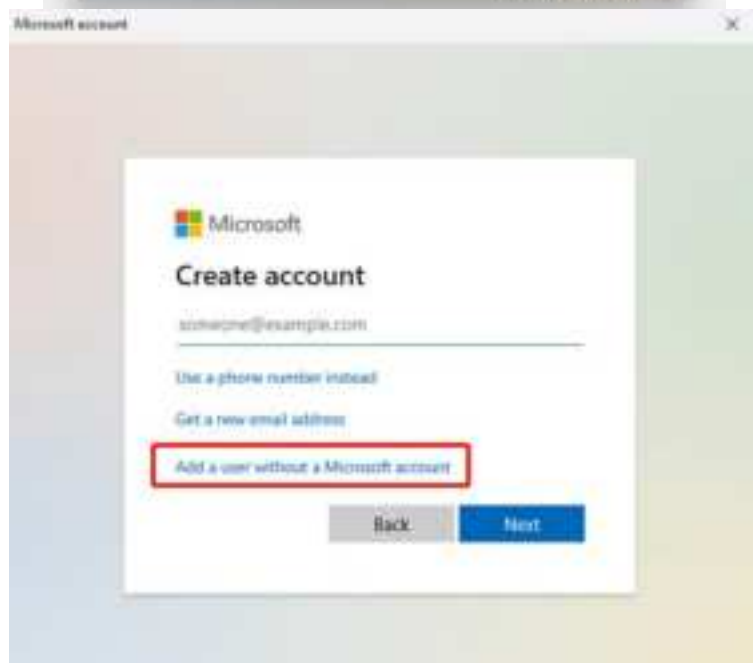 Microsoft account
Microsoft
Create account
someone@example.com
Use a phone number instead
Get a new email address
Add a user without a Microsoft account
Back
Next